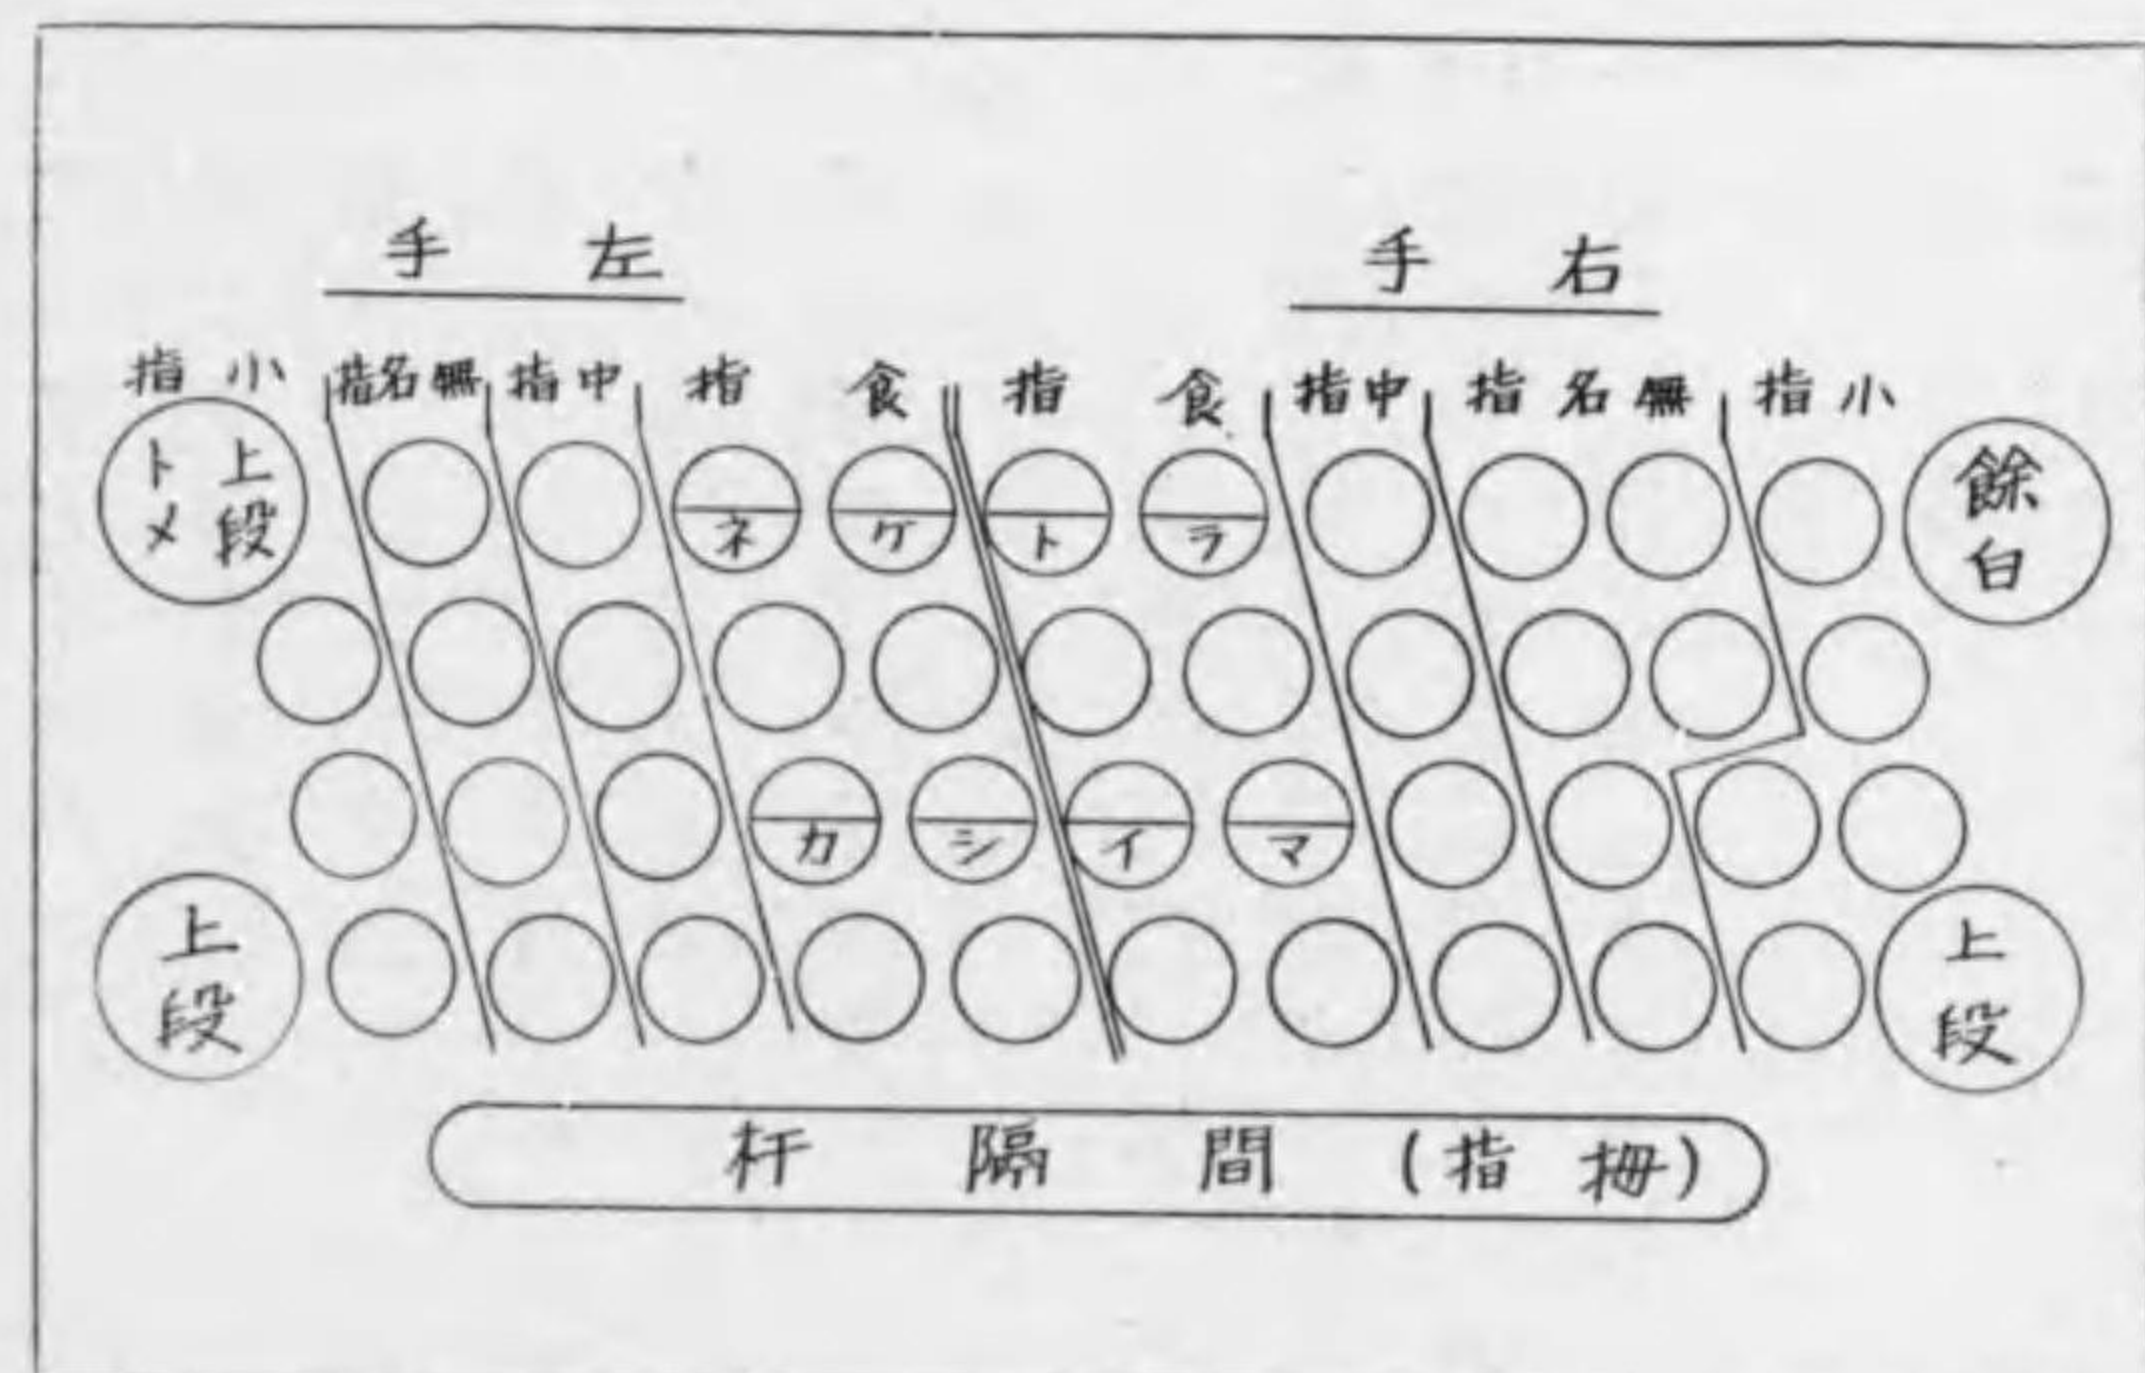 右手
左手
小指
無名指
中指
食指
食指
中指
無名指
小指
餘白
ラ
ト
ケ
ネ
上段
トメ
マ
イ
シ
カ
上段
上段
(拇指)間隔杆